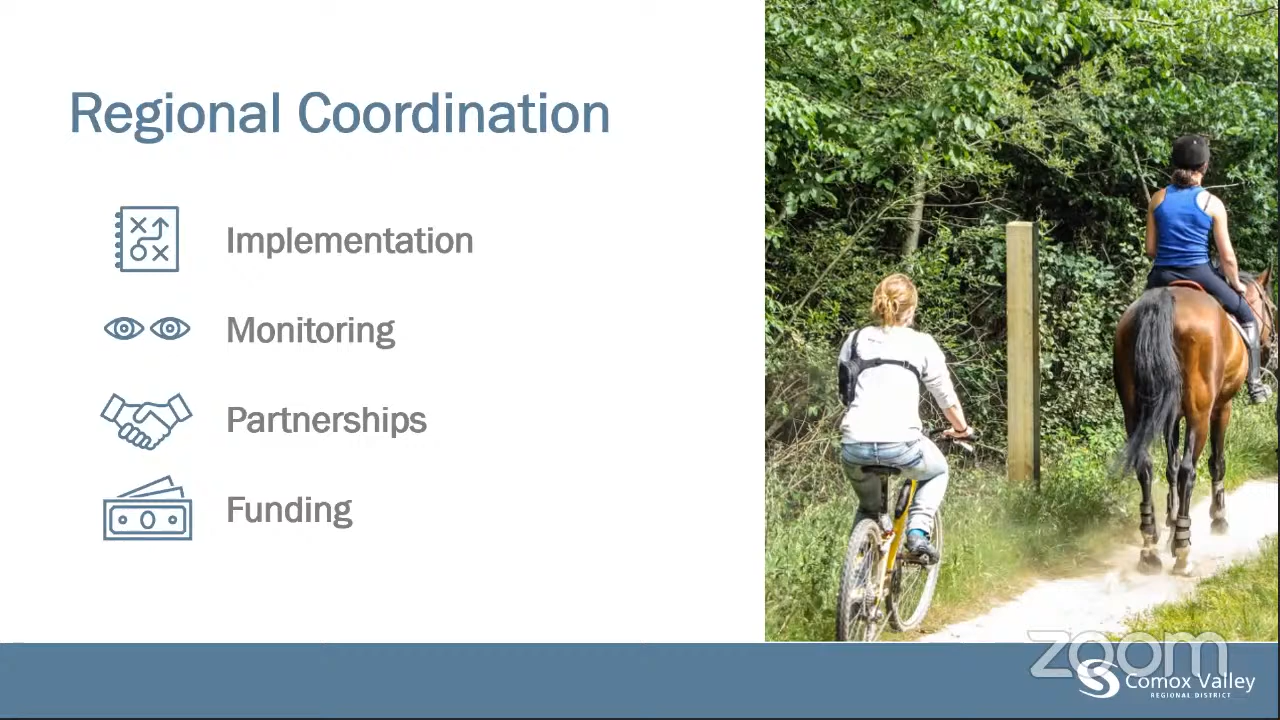 Regional Coordination
Implementation
Monitoring
Partnerships
Funding
zoom
Comox Valley
REGIONAL DISTRICT